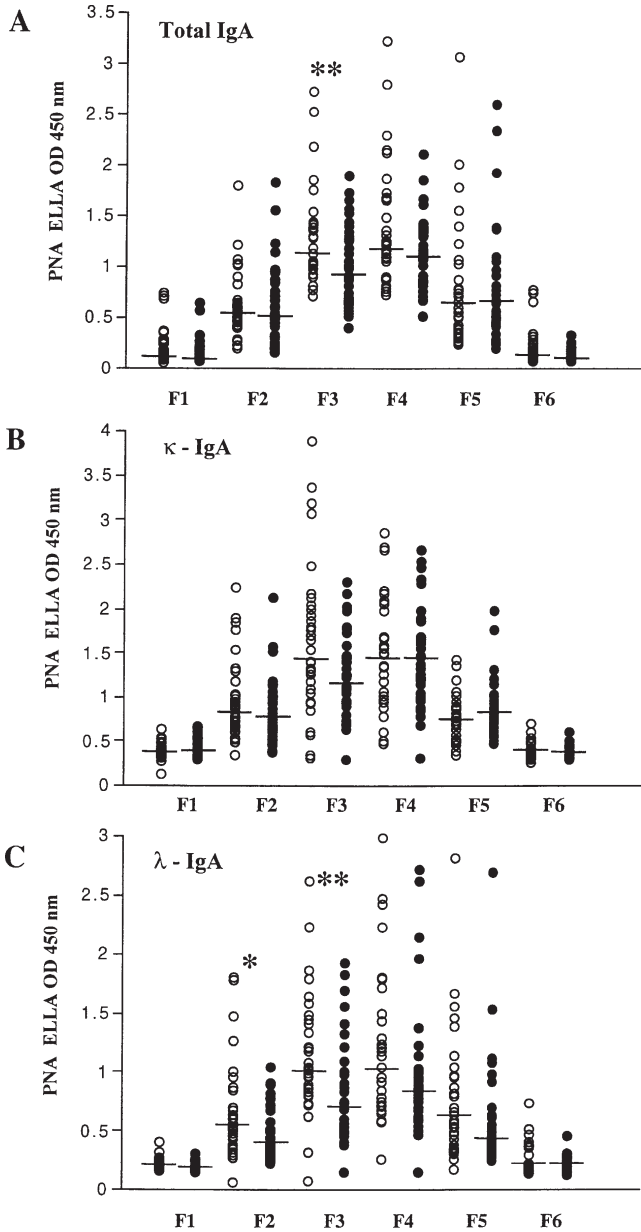 A
Total IgA
PNA ELLA OD 450 nm
3.5
3
2.5
2
1.5
1
0.5
0
**
F1 F2 F3 F4 F5 F6
B
κ - IgA
PNA ELLA OD 450 nm
4
3.5
3
2.5
2
1.5
1
0.5
0
F1 F2 F3 F4 F5 F6
C
λ - IgA
PNA ELLA OD 450 nm
3
2.5
2
1.5
1
0.5
0
*
**
F1 F2 F3 F4 F5 F6